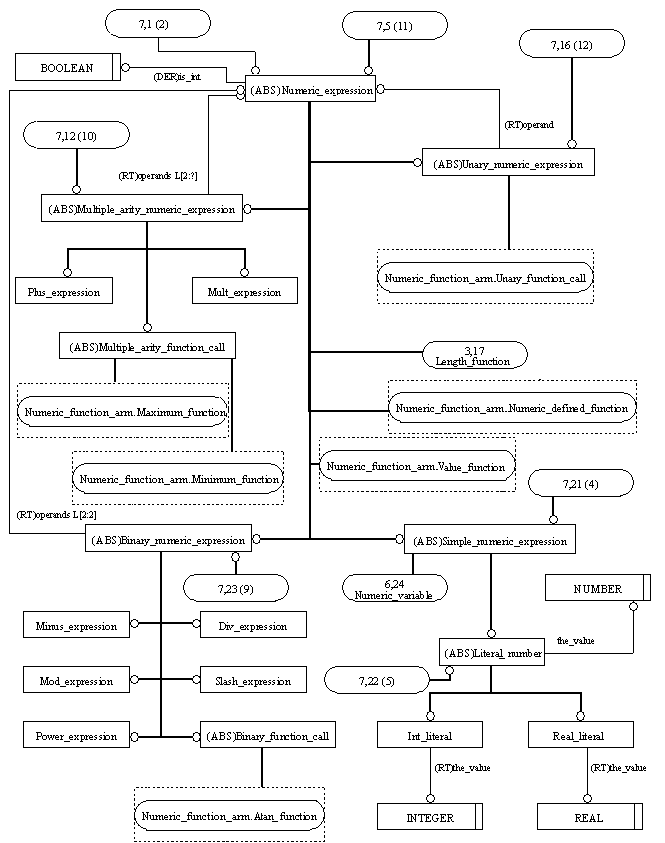 7,1 (2)
7,5 (11)
7,16 (12)
BOOLEAN
(DER)is_int
(ABS)Numeric_expression
(RT)operand
7,12 (10)
(ABS)Unary_numeric_expression
(RT)operands L[2:?]
(ABS)Multiple_arity_numeric_expression
Numeric_function_arm.Unary_function_call
Plus_expression
Mult_expression
(ABS)Multiple_arity_function_call
3,17
Length_function
Numeric_function_arm.Maximum_function
Numeric_function_arm.Numeric_defined_function
Numeric_function_arm.Minimum_function
Numeric_function_arm.Value_function
7,21 (4)
(RT)operands L[2:2]
(ABS)Binary_numeric_expression
(ABS)Simple_numeric_expression
7,23 (9)
6,24
Numeric_variable
NUMBER
Minus_expression
Div_expression
the_value
(ABS)Literal_number
Mod_expression
Slash_expression
7,22 (5)
Power_expression
(ABS)Binary_function_call
Int_literal
Real_literal
(RT)the_value
(RT)the_value
Numeric_function_arm.Atan_function
INTEGER
REAL